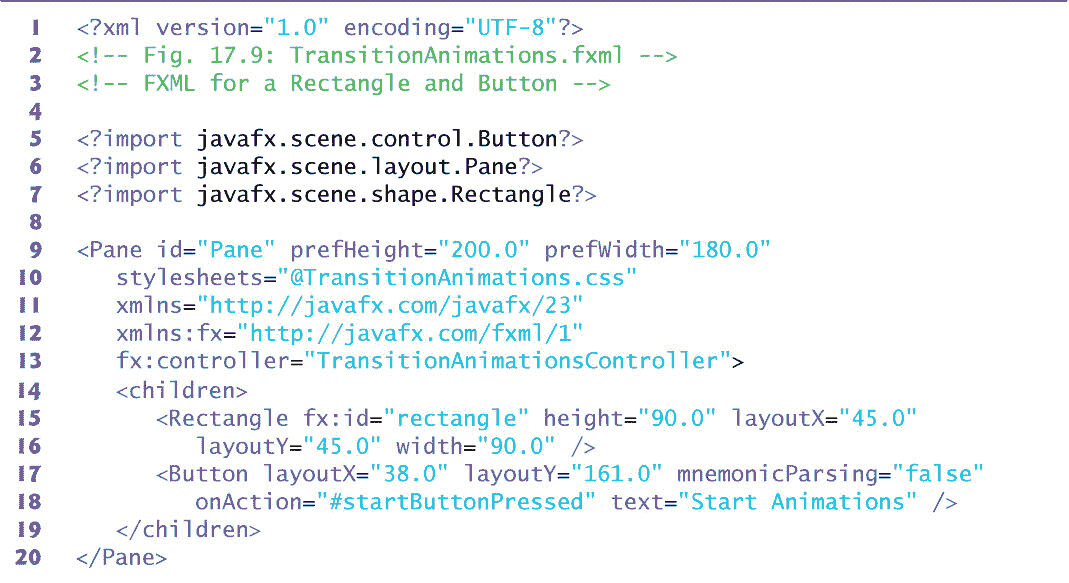 1 <?xml version="1.0" encoding="UTF-8"?>
2 <!-- Fig. 17.9: TransitionAnimations.fxml -->
3 <!-- FXML for a Rectangle and Button -->
4
5 <?import javafx.scene.control.Button?>
6 <?import javafx.scene.layout.Pane?>
7 <?import javafx.scene.shape.Rectangle?>
8
9 <Pane id="Pane" prefHeight="200.0" prefWidth="180.0"
10 stylesheets="@TransitionAnimations.css"
11 xmlns="http://javafx.com/javafx/23"
12 xmlns:fx="http://javafx.com/fxml/1"
13 fx:controller="TransitionAnimationsController">
14 <children>
15 <Rectangle fx:id="rectangle" height="90.0" layoutX="45.0"
16 layoutY="45.0" width="90.0" />
17 <Button layoutX="38.0" layoutY="161.0" mnemonicParsing="false"
18 onAction="#startButtonPressed" text="Start Animations" />
19 </children>
20 </Pane>